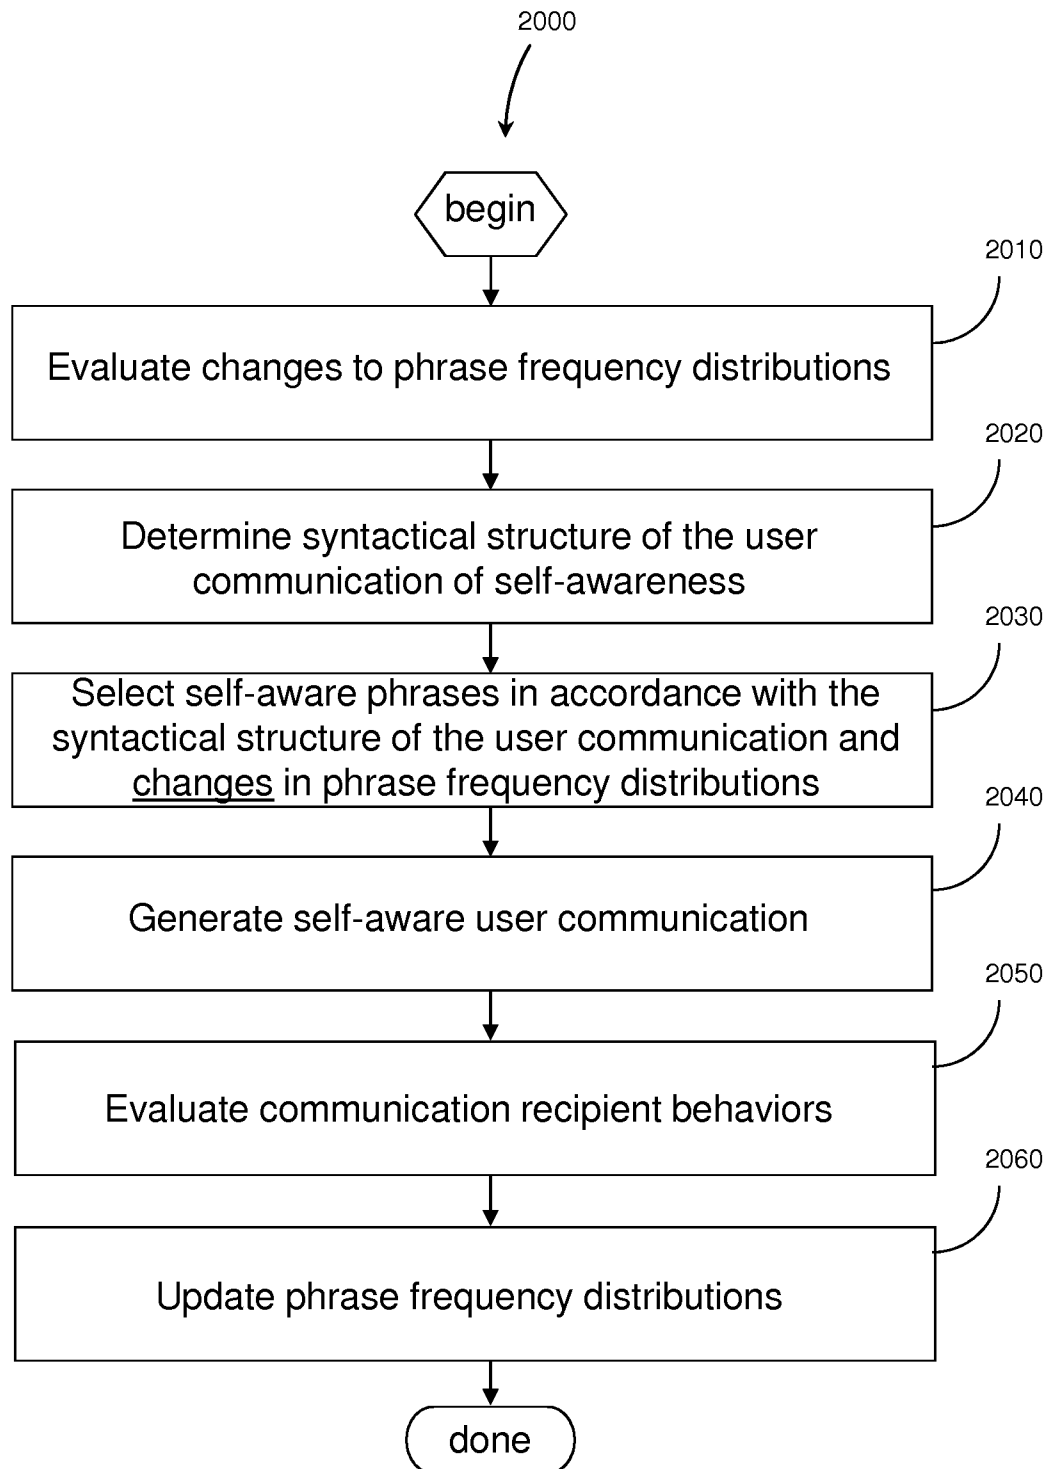 2000
begin
2010
Evaluate changes to phrase frequency distributions
2020
Determine syntactical structure of the user
communication of self-awareness
2030
Select self-aware phrases in accordance with the
syntactical structure of the user communication and
changes in phrase frequency distributions
2040
Generate self-aware user communication
2050
Evaluate communication recipient behaviors
2060
Update phrase frequency distributions
done